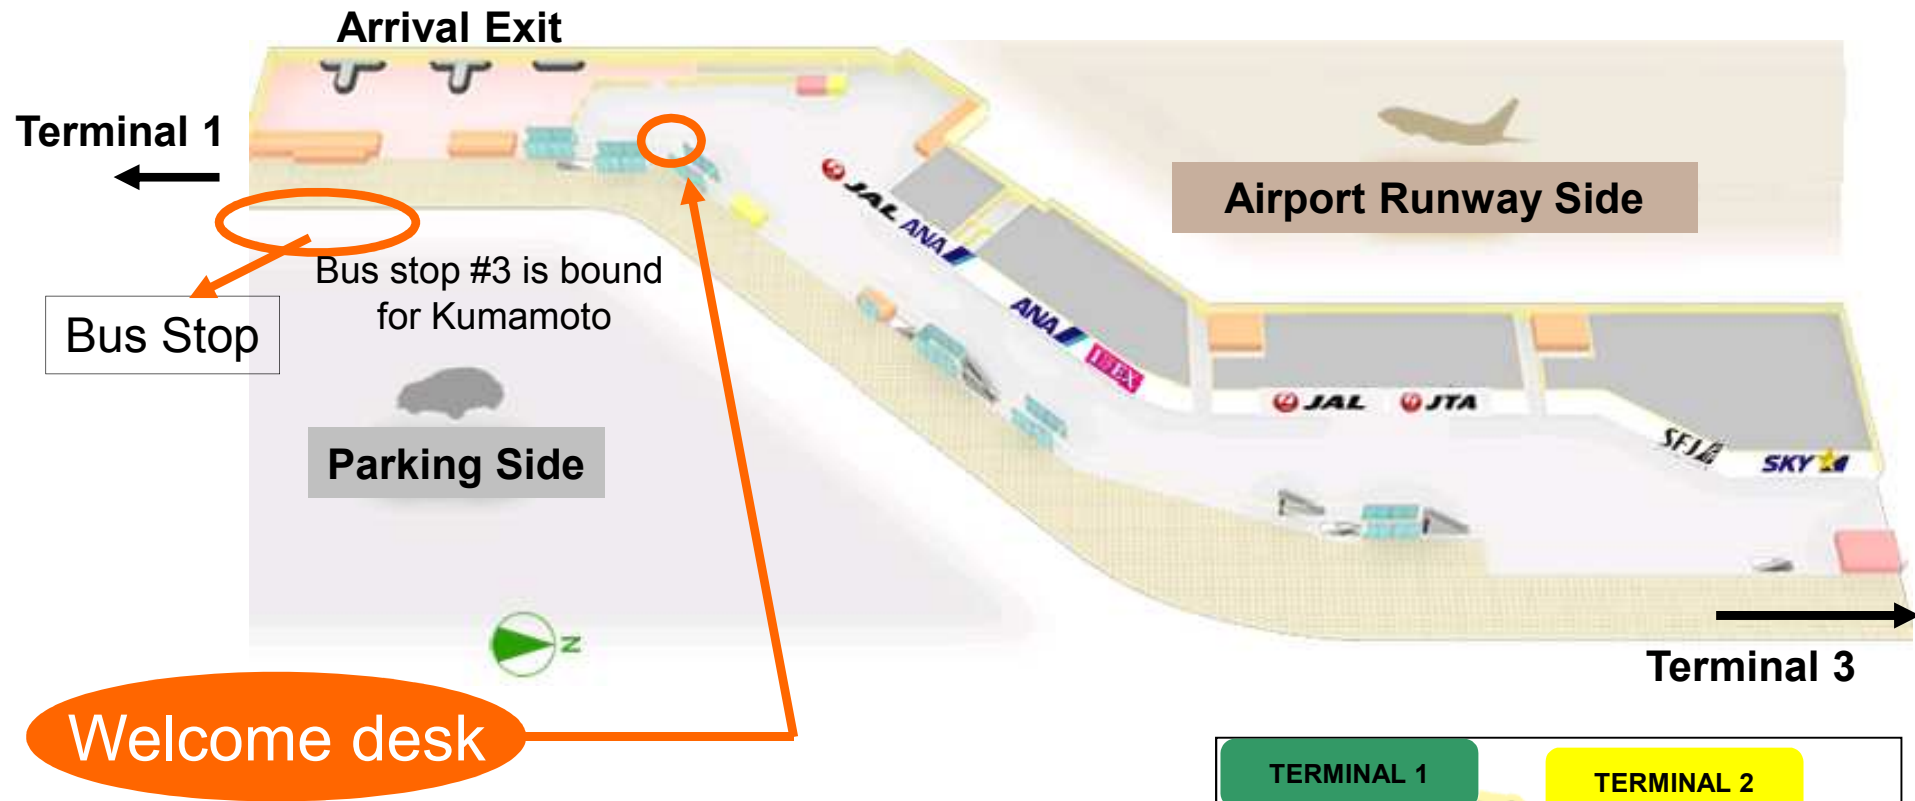 Arrival Exit
Terminal 1
Airport Runway Side
JAL
ANA
Bus stop #3 is bound
for Kumamoto
Bus Stop
ANA
IBEX
JAL
JTA
SFJ
SKY
Parking Side
N
Terminal 3
Welcome desk
TERMINAL 1
TERMINAL 2